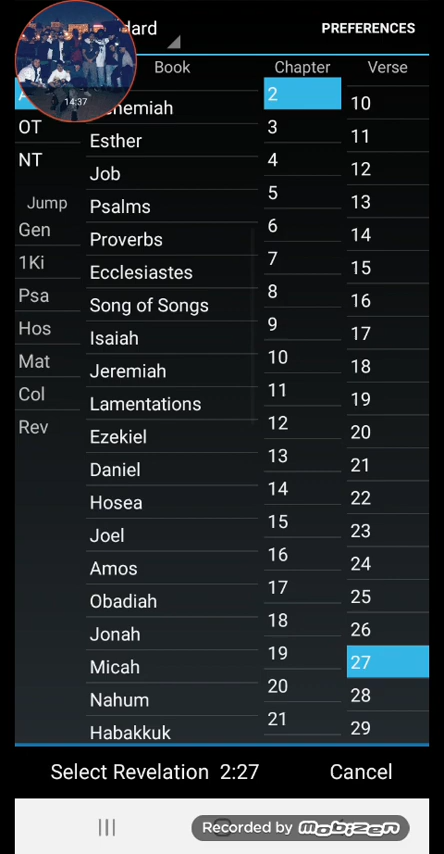 dard PREFERENCES
Book Chapter Verse
14:37
A
OT
NT
Jump
Gen
1Ki
Psa
Hos
Mat
Col
Rev
ehemiah
Esther
Job
Psalms
Proverbs
Ecclesiastes
Song of Songs
Isaiah
Jeremiah
Lamentations
Ezekiel
Daniel
Hosea
Joel
Amos
Obadiah
Jonah
Micah
Nahum
Habakkuk
2
3
4
5
6
7
8
9
10
11
12
13
14
15
16
17
18
19
20
21
10
11
12
13
14
15
16
17
18
19
20
21
22
23
24
25
26
27
28
29
Select Revelation 2:27 Cancel
Recorded by mobizen